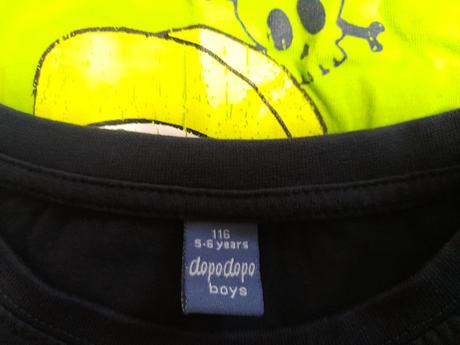 116
5-6 years
dopodopo
boys